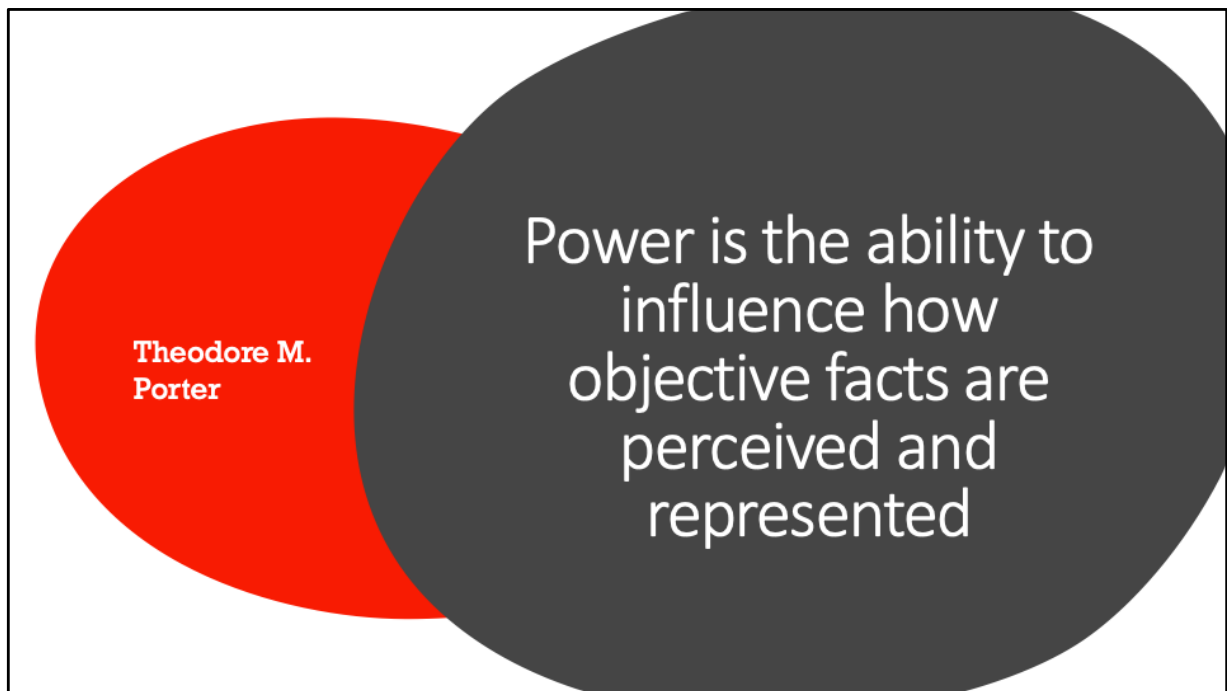 Theodore M.
Porter
Power is the ability to
influence how
objective facts are
perceived and
represented